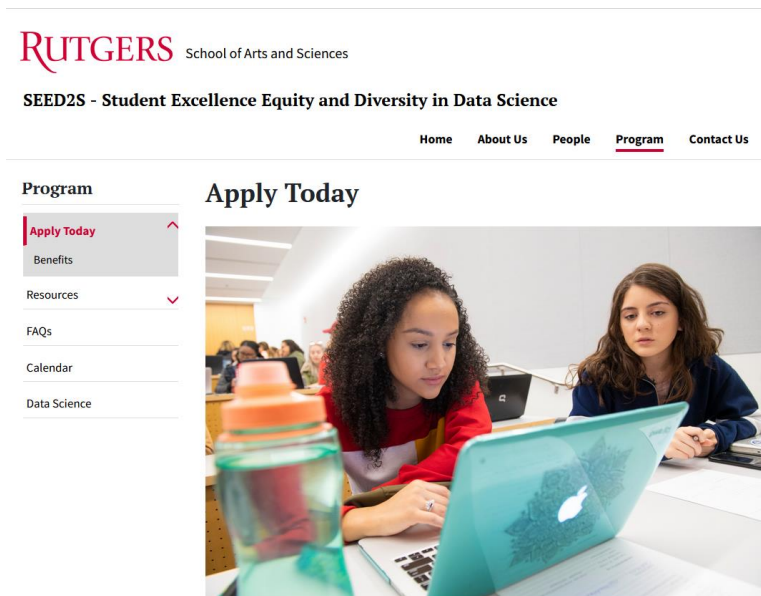 RUTGERS School of Arts and Sciences
SEED2S - Student Excellence Equity and Diversity in Data Science
Home About Us People Program Contact Us
Program
Apply Today
Apply Today
Benefits
Resources
FAQs
Calendar
Data Science